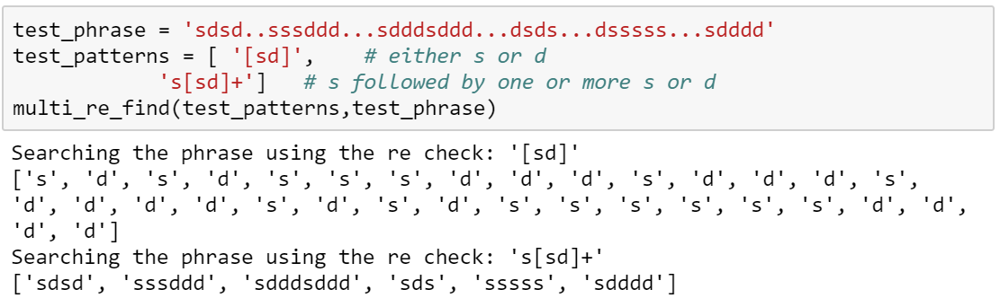 test_phrase = 'sdsd..sssddd...sdddsddd...dsds...dsssss...sdddd'
test_patterns = [ '[sd]',    # either s or d
           's[sd]+']   # s followed by one or more s or d
multi_re_find(test_patterns,test_phrase)
Searching the phrase using the re check: '[sd]'
['s', 'd', 's', 'd', 's', 's', 's', 'd', 'd', 'd', 's', 'd', 'd', 'd', 's',
'd', 'd', 'd', 'd', 's', 'd', 's', 'd', 's', 's', 's', 's', 's', 's', 'd', 'd',
'd', 'd']
Searching the phrase using the re check: 's[sd]+'
['sdsd', 'sssddd', 'sdddsddd', 'sds', 'sssss', 'sdddd']